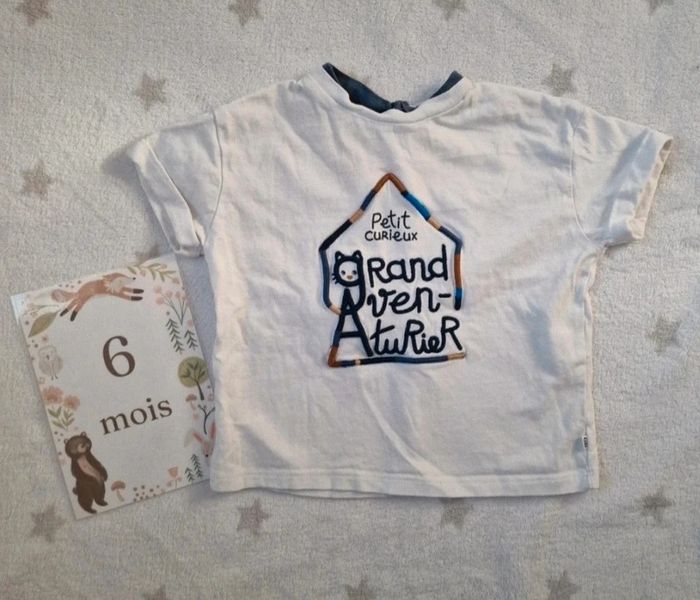 Petit
curieux
Grand
Aven-
tuRieR
6
mois